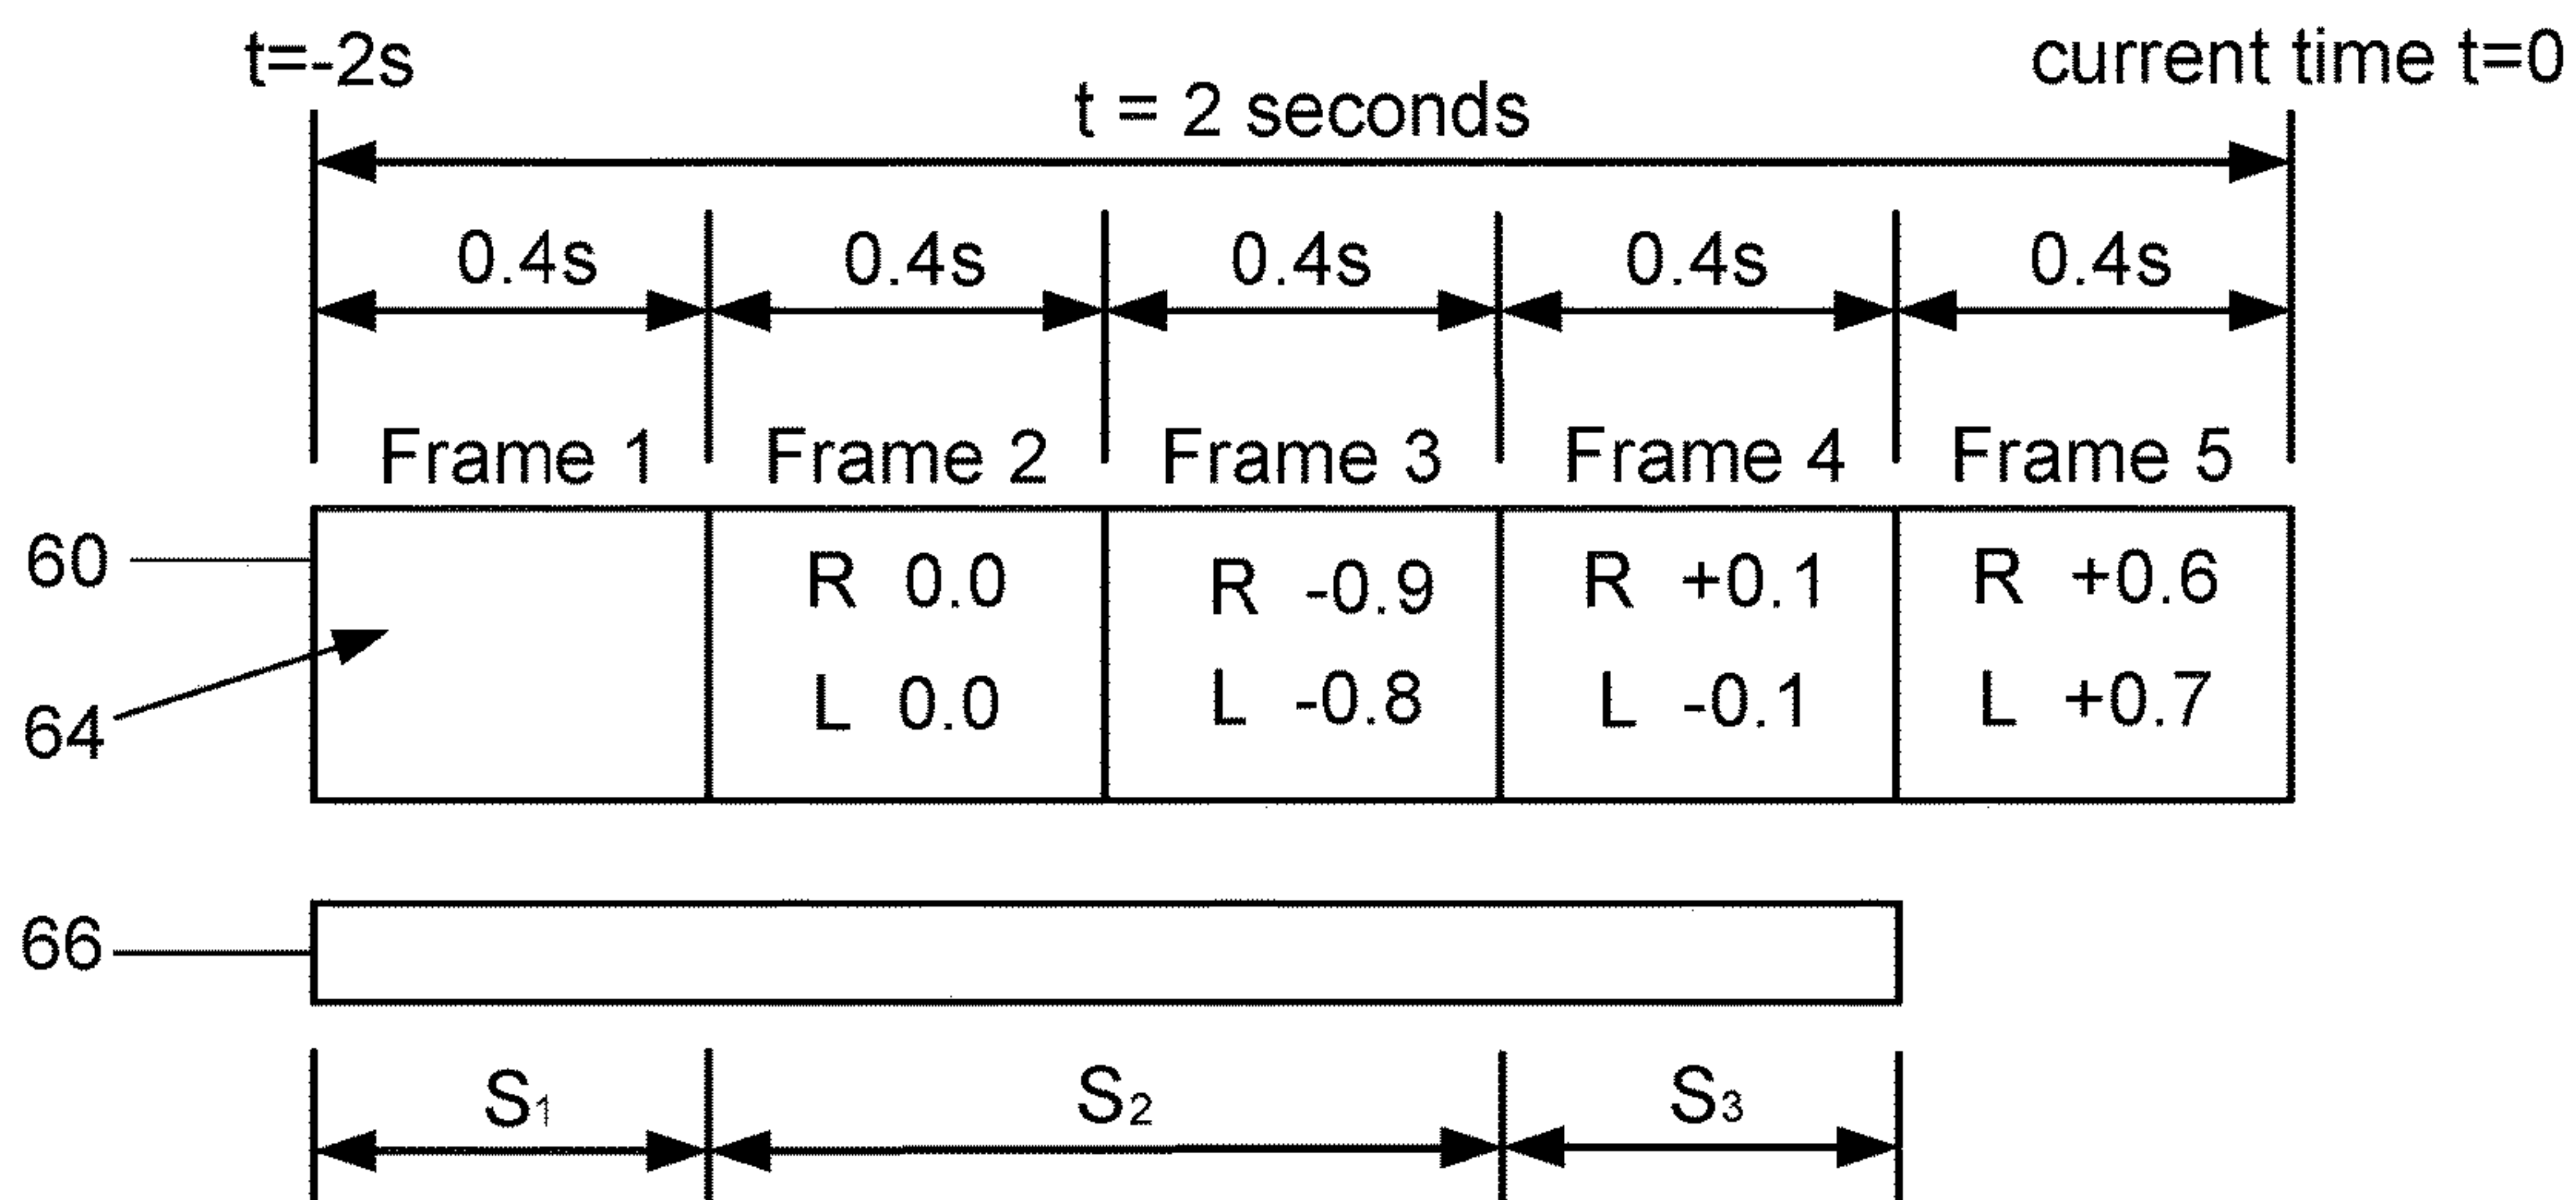 t=-2s
current time t=0
t = 2 seconds
0.4s 0.4s 0.4s 0.4s 0.4s
Frame 1 Frame 2 Frame 3 Frame 4 Frame 5
60
R 0.0 R -0.9 R +0.1 R +0.6
64
L 0.0 L -0.8 L -0.1 L +0.7
66
S1 S2 S3